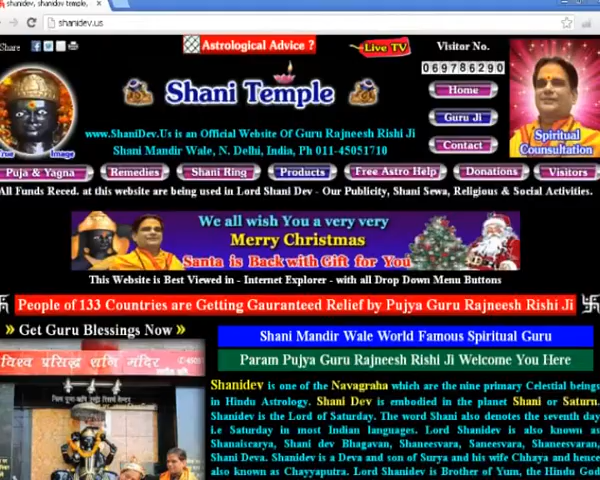 shanidev, shanidev temple,
shanidev.us
Share
Astrological Advice ?
Live TV
Visitor No.
069786290
Shani Temple
Home
Guru Ji
Contact
True Image
Spiritual
Counsultation
www.ShaniDev.Us is an Official Website Of Guru Rajneesh Rishi Ji
Shani Mandir Wale, N. Delhi, India, Ph 011-45051710
Puja & Yagna
Remedies
Shani Ring
Products
Free Astro Help
Donations
Visitors
All Funds Reced. at this website are being used in Lord Shani Dev - Our Publicity, Shani Sewa, Religious & Social Activities.
We all wish You a very very
Merry Christmas
Santa is Back with Gift for You
This Website is Best Viewed in - Internet Explorer - with all Drop Down Menu Buttons
People of 133 Countries are Getting Gauranteed Relief by Pujya Guru Rajneesh Rishi Ji
» Get Guru Blessings Now »
Shani Mandir Wale World Famous Spiritual Guru
Param Pujya Guru Rajneesh Rishi Ji Welcome You Here
विश्व प्रसिद्ध शनि मंदिर
Shanidev is one of the Navagraha which are the nine primary Celestial beings
in Hindu Astrology. Shani Dev is embodied in the planet Shani or Saturn.
Shanidev is the Lord of Saturday. The word Shani also denotes the seventh day
i.e Saturday in most Indian languages. Lord Shanidev is also known as
Shanaiscarya, Shani dev Bhagavan, Shaneesvara, Saneesvara, Shaneesvaran,
Shani Deva. Shanidev is a Deva and son of Surya and his wife Chhaya and hence
also known as Chayyaputra. Lord Shanidev is Brother of Yum, the Hindu God